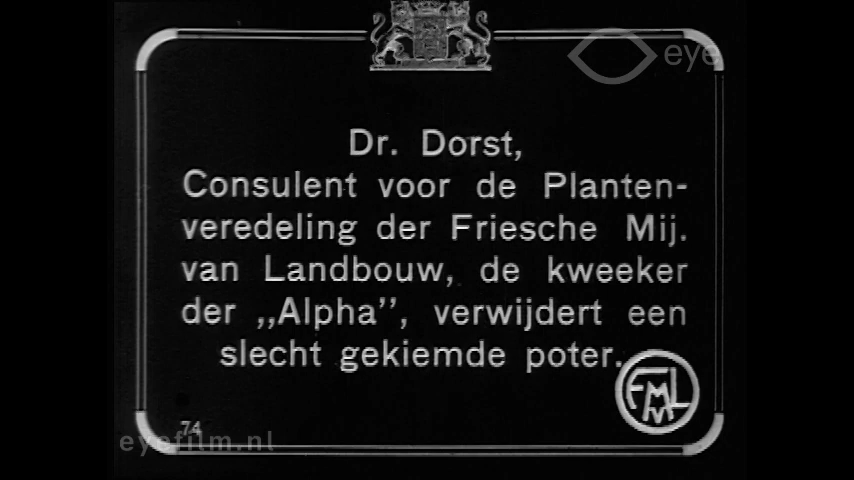 eye
Dr. Dorst,
Consulent voor de Planten-
veredeling der Friesche Mij.
van Landbouw, de kweeker
der „Alpha”, verwijdert een
slecht gekiemde poter.
FMvL
74
eyefilm.nl